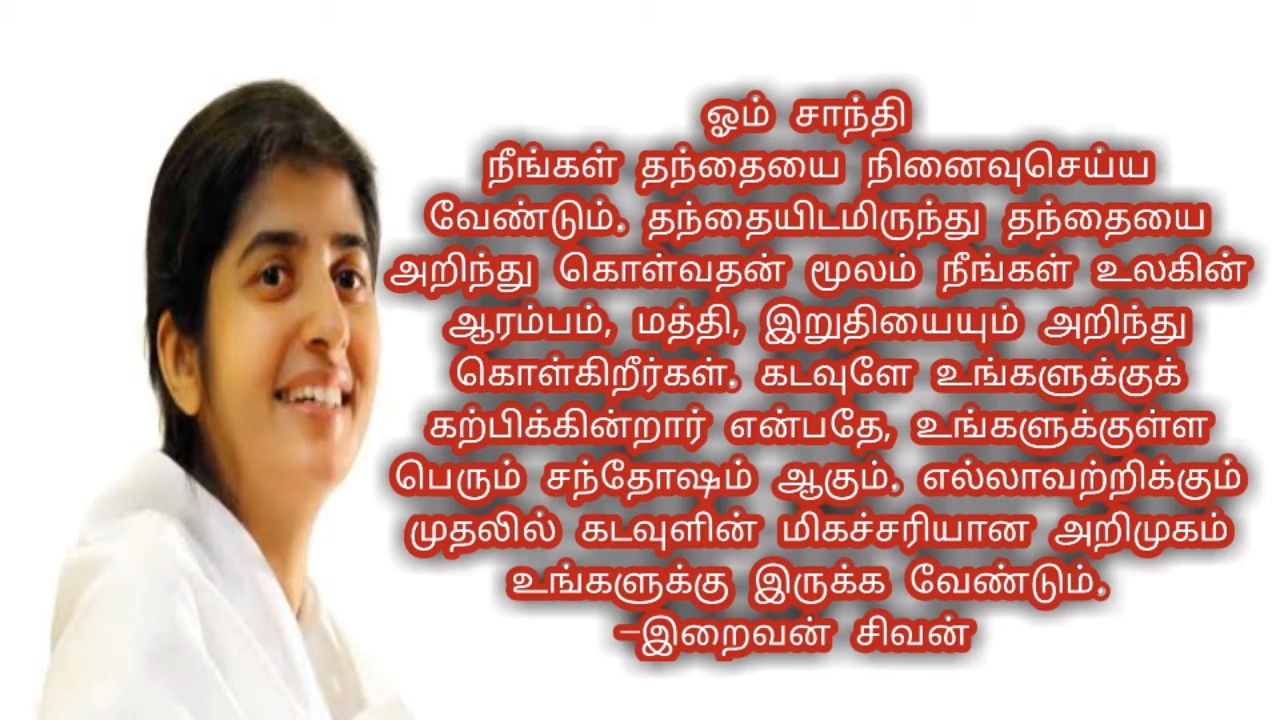 ஓம் சாந்தி
நீங்கள் தந்தையை நினைவுசெய்ய
வேண்டும். தந்தையிடமிருந்து தந்தையை
அறிந்து கொள்வதன் மூலம் நீங்கள் உலகின்
ஆரம்பம், மத்தி, இறுதியையும் அறிந்து
கொள்கிறீர்கள். கடவுளே உங்களுக்குக்
கற்பிக்கின்றார் என்பதே, உங்களுக்குள்ள
பெரும் சந்தோஷம் ஆகும். எல்லாவற்றிக்கும்
முதலில் கடவுளின் மிகச்சரியான அறிமுகம்
உங்களுக்கு இருக்க வேண்டும்.
–இறைவன் சிவன்